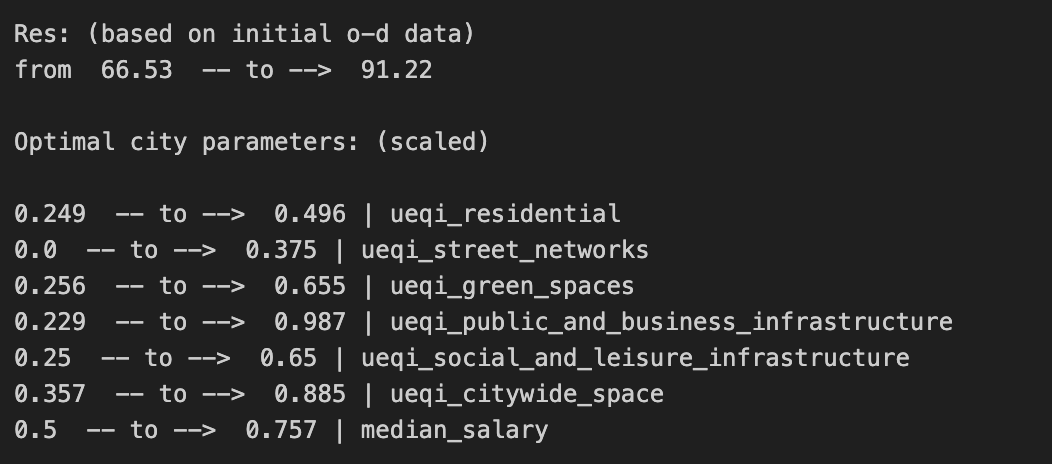 Res: (based on initial o-d data)
from  66.53  -- to -->  91.22
Optimal city parameters: (scaled)
0.249  -- to -->  0.496 | ueqi_residential
0.0  -- to -->  0.375 | ueqi_street_networks
0.256  -- to -->  0.655 | ueqi_green_spaces
0.229  -- to -->  0.987 | ueqi_public_and_business_infrastructure
0.25  -- to -->  0.65 | ueqi_social_and_leisure_infrastructure
0.357  -- to -->  0.885 | ueqi_citywide_space
0.5  -- to -->  0.757 | median_salary